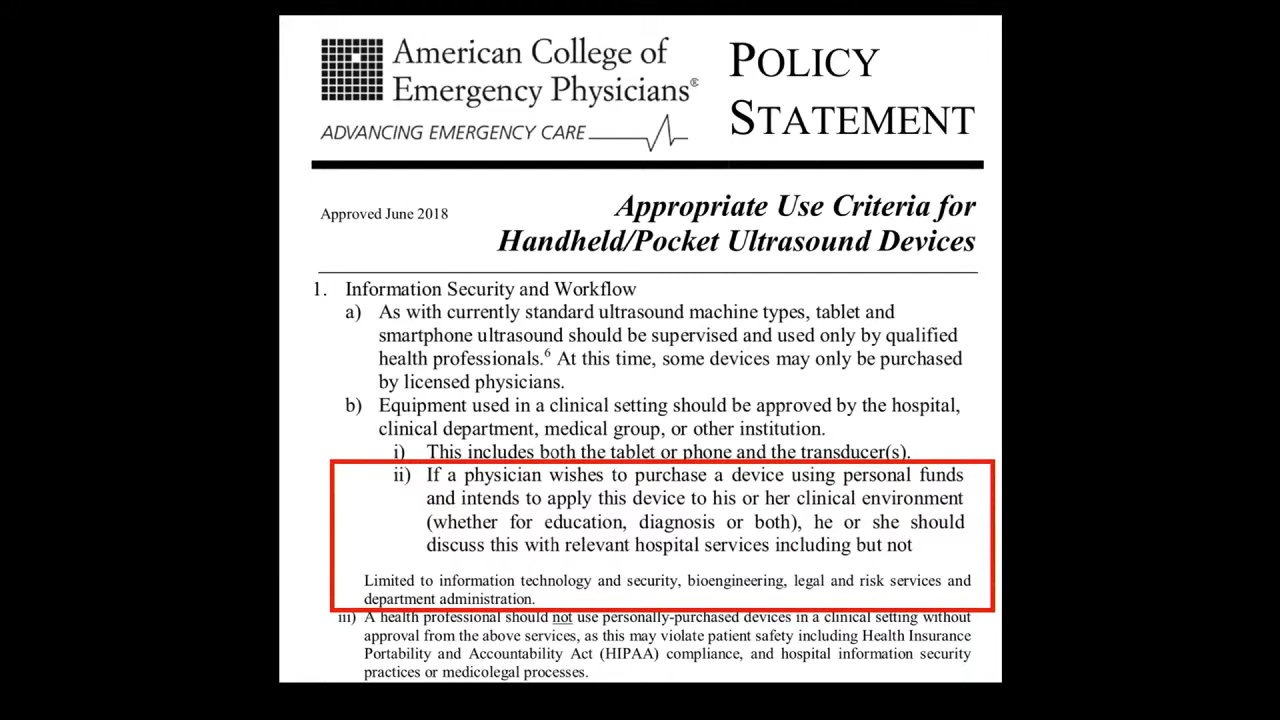 American College of
Emergency Physicians®
ADVANCING EMERGENCY CARE
POLICY
STATEMENT
Approved June 2018
Appropriate Use Criteria for
Handheld/Pocket Ultrasound Devices
1. Information Security and Workflow
a) As with currently standard ultrasound machine types, tablet and
smartphone ultrasound should be supervised and used only by qualified
health professionals.6 At this time, some devices may only be purchased
by licensed physicians.
b) Equipment used in a clinical setting should be approved by the hospital,
clinical department, medical group, or other institution.
i) This includes both the tablet or phone and the transducer(s).
ii) If a physician wishes to purchase a device using personal funds
and intends to apply this device to his or her clinical environment
(whether for education, diagnosis or both), he or she should
discuss this with relevant hospital services including but not
Limited to information technology and security, bioengineering, legal and risk services and
department administration.
iii) A health professional should not use personally-purchased devices in a clinical setting without
approval from the above services, as this may violate patient safety including Health Insurance
Portability and Accountability Act (HIPAA) compliance, and hospital information security
practices or medicolegal processes.